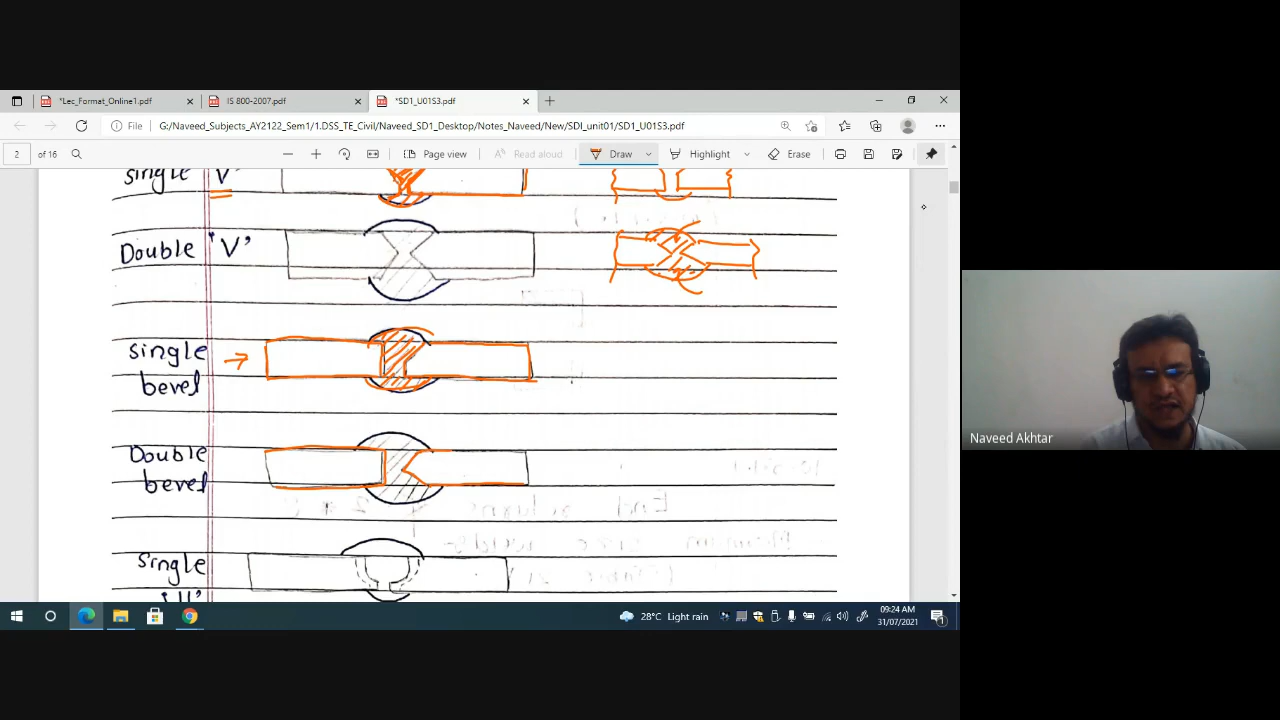 *Lec_Format_Online1.pdf
IS 800-2007.pdf
*SD1_U01S3.pdf
File
G:/Naveed_Subjects_AY2122_Sem1/1.DSS_TE_Civil/Naveed_SD1_Desktop/Notes_Naveed/New/SDI_unit01/SD1_U01S3.pdf
2 of 16
Page view
Read aloud
Draw
Highlight
Erase
single 'V'
Double 'V'
single
bevel
Double
bevel
Single
'U'
Naveed Akhtar
28°C Light rain
09:24 AM
31/07/2021